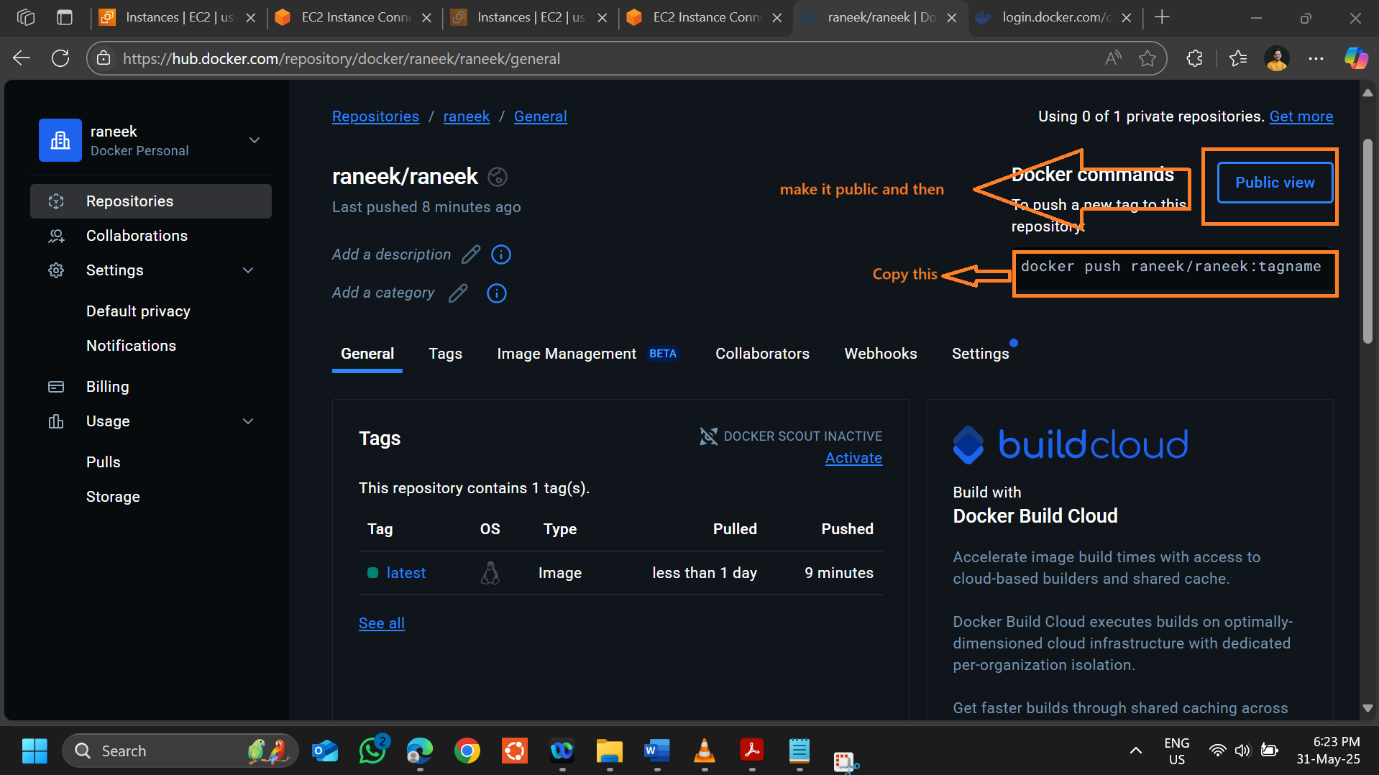 Instances | EC2 | us
EC2 Instance Conn
Instances | EC2 | us
EC2 Instance Conn
raneek/raneek | Do
login.docker.com/
https://hub.docker.com/repository/docker/raneek/raneek/general
raneek
Docker Personal
Repositories
Collaborations
Settings
Default privacy
Notifications
Billing
Usage
Pulls
Storage
Repositories / raneek / General
Using 0 of 1 private repositories. Get more
raneek/raneek
Last pushed 8 minutes ago
Add a description
Add a category
make it public and then
Docker commands
Public view
To push a new tag to this
repository:
Copy this
docker push raneek/raneek:tagname
General Tags Image Management BETA Collaborators Webhooks Settings
Tags
DOCKER SCOUT INACTIVE
Activate
This repository contains 1 tag(s).
Tag OS Type Pulled Pushed
latest Image less than 1 day 9 minutes
See all
buildcloud
Build with
Docker Build Cloud
Accelerate image build times with access to
cloud-based builders and shared cache.
Docker Build Cloud executes builds on optimally-
dimensioned cloud infrastructure with dedicated
per-organization isolation.
Get faster builds through shared caching across
Search
2
ENG
US
6:23 PM
31-May-25